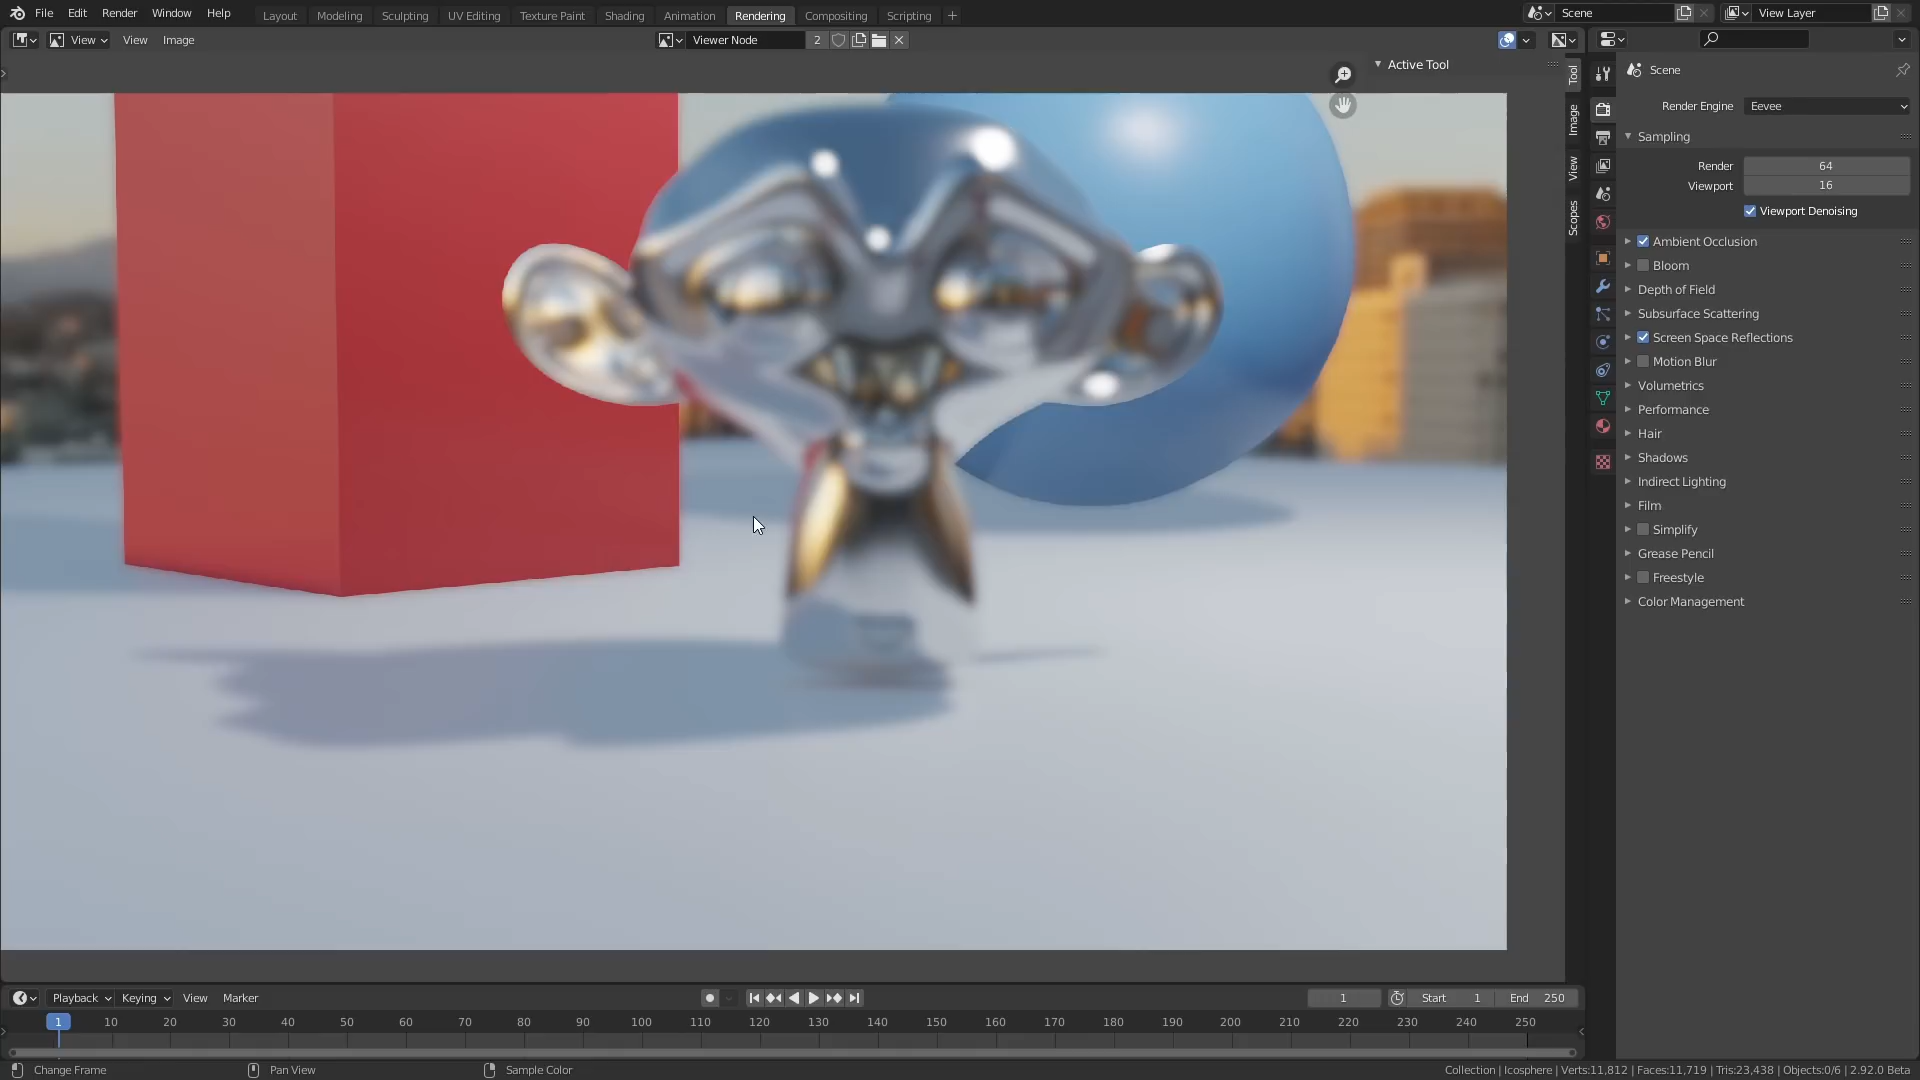 File Edit Render Window Help Layout Modeling Sculpting UV Editing Texture Paint Shading Animation Rendering Compositing Scripting + Scene View Layer
View View Image Viewer Node 2
Active Tool
Tool
Image
View
Scopes
Scene
Render Engine Eevee
Sampling
Render 64
Viewport 16
Viewport Denoising
Ambient Occlusion
Bloom
Depth of Field
Subsurface Scattering
Screen Space Reflections
Motion Blur
Volumetrics
Performance
Hair
Shadows
Indirect Lighting
Film
Simplify
Grease Pencil
Freestyle
Color Management
Playback Keying View Marker 1 Start 1 End 250
1 10 20 30 40 50 60 70 80 90 100 110 120 130 140 150 160 170 180 190 200 210 220 230 240 250
Change Frame Pan View Sample Color Collection | Icosphere | Verts:11,812 | Faces:11,719 | Tris:23,438 | Objects:0/6 | 2.92.0 Beta